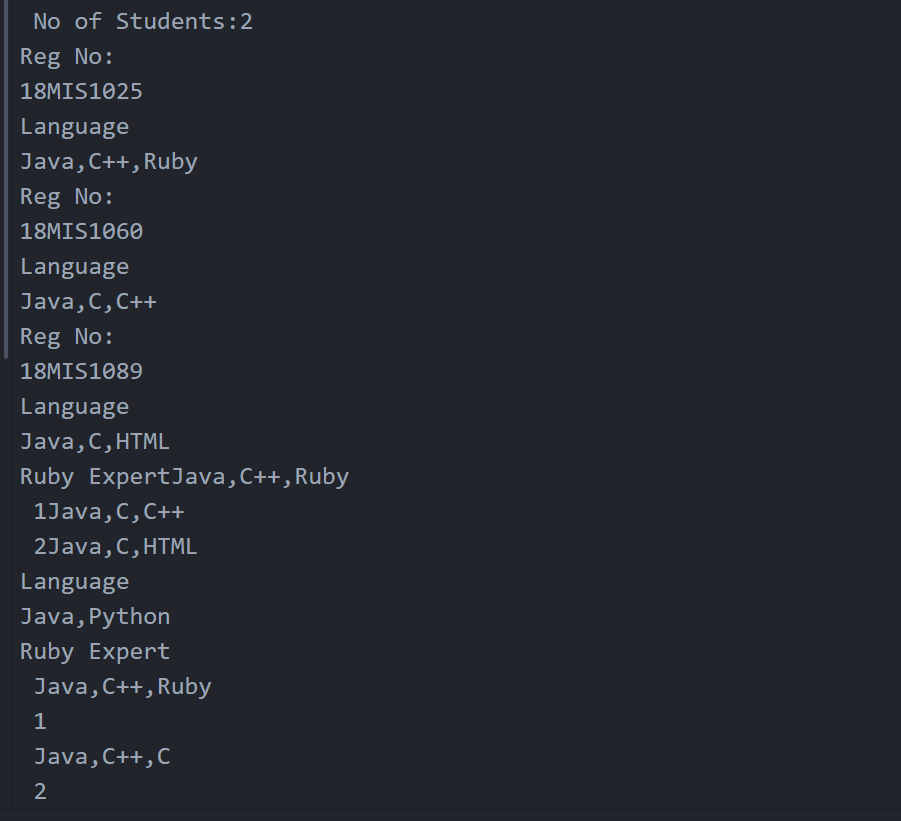 No of Students:2
Reg No:
18MIS1025
Language
Java,C++,Ruby
Reg No:
18MIS1060
Language
Java,C,C++
Reg No:
18MIS1089
Language
Java,C,HTML
Ruby ExpertJava,C++,Ruby
1Java,C,C++
2Java,C,HTML
Language
Java,Python
Ruby Expert
Java,C++,Ruby
1
Java,C++,C
2